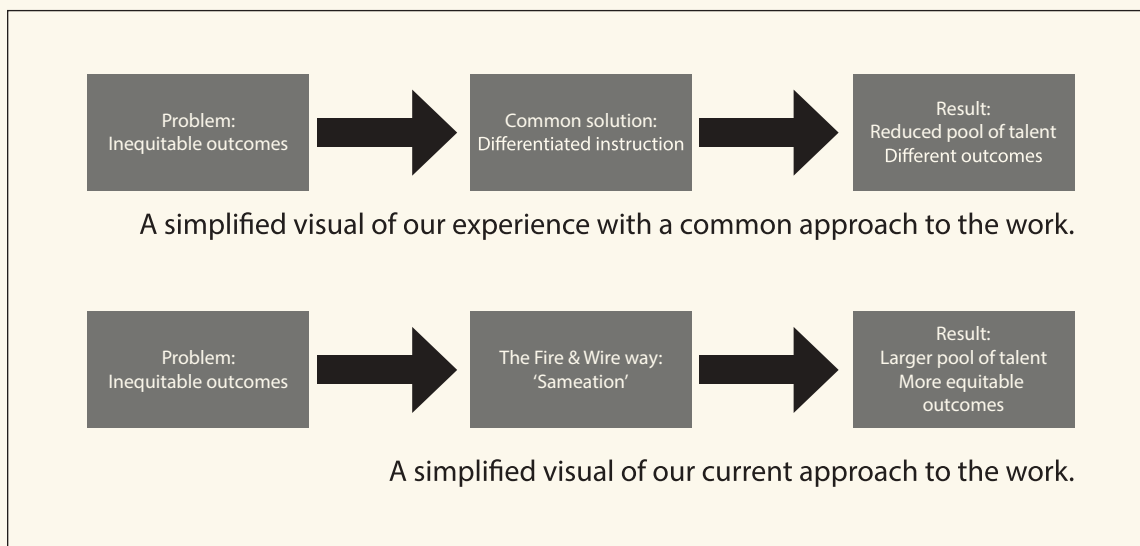 Problem:
Inequitable outcomes
Common solution:
Differentiated instruction
Result:
Reduced pool of talent
Different outcomes
A simplified visual of our experience with a common approach to the work.
Problem:
Inequitable outcomes
The Fire & Wire way:
‘Sameation’
Result:
Larger pool of talent
More equitable
outcomes
A simplified visual of our current approach to the work.